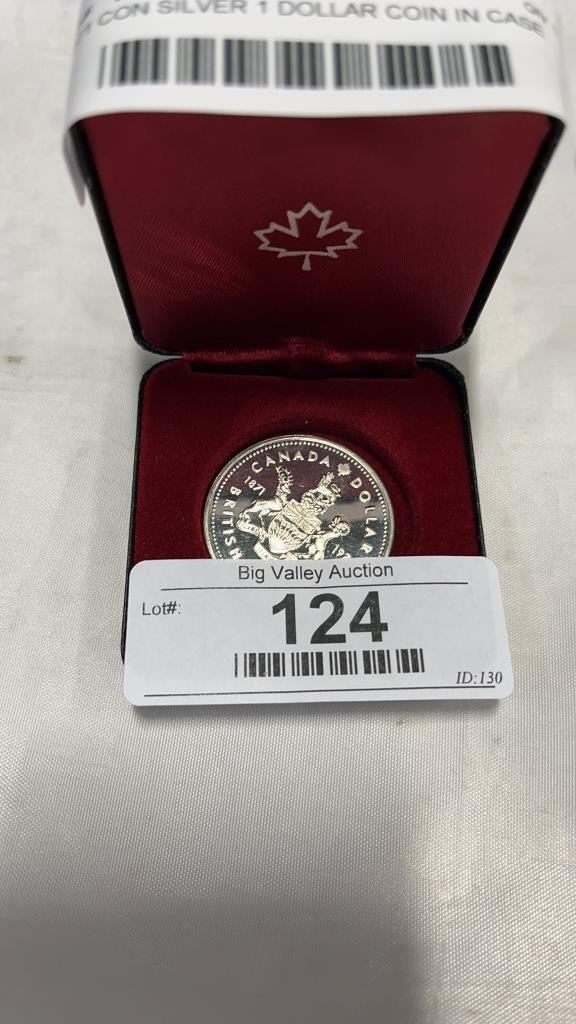 CON SILVER 1 DOLLAR COIN IN CASE
CANADA DOLLAR
BRITISH
Big Valley Auction
Lot#:
124
ID:130